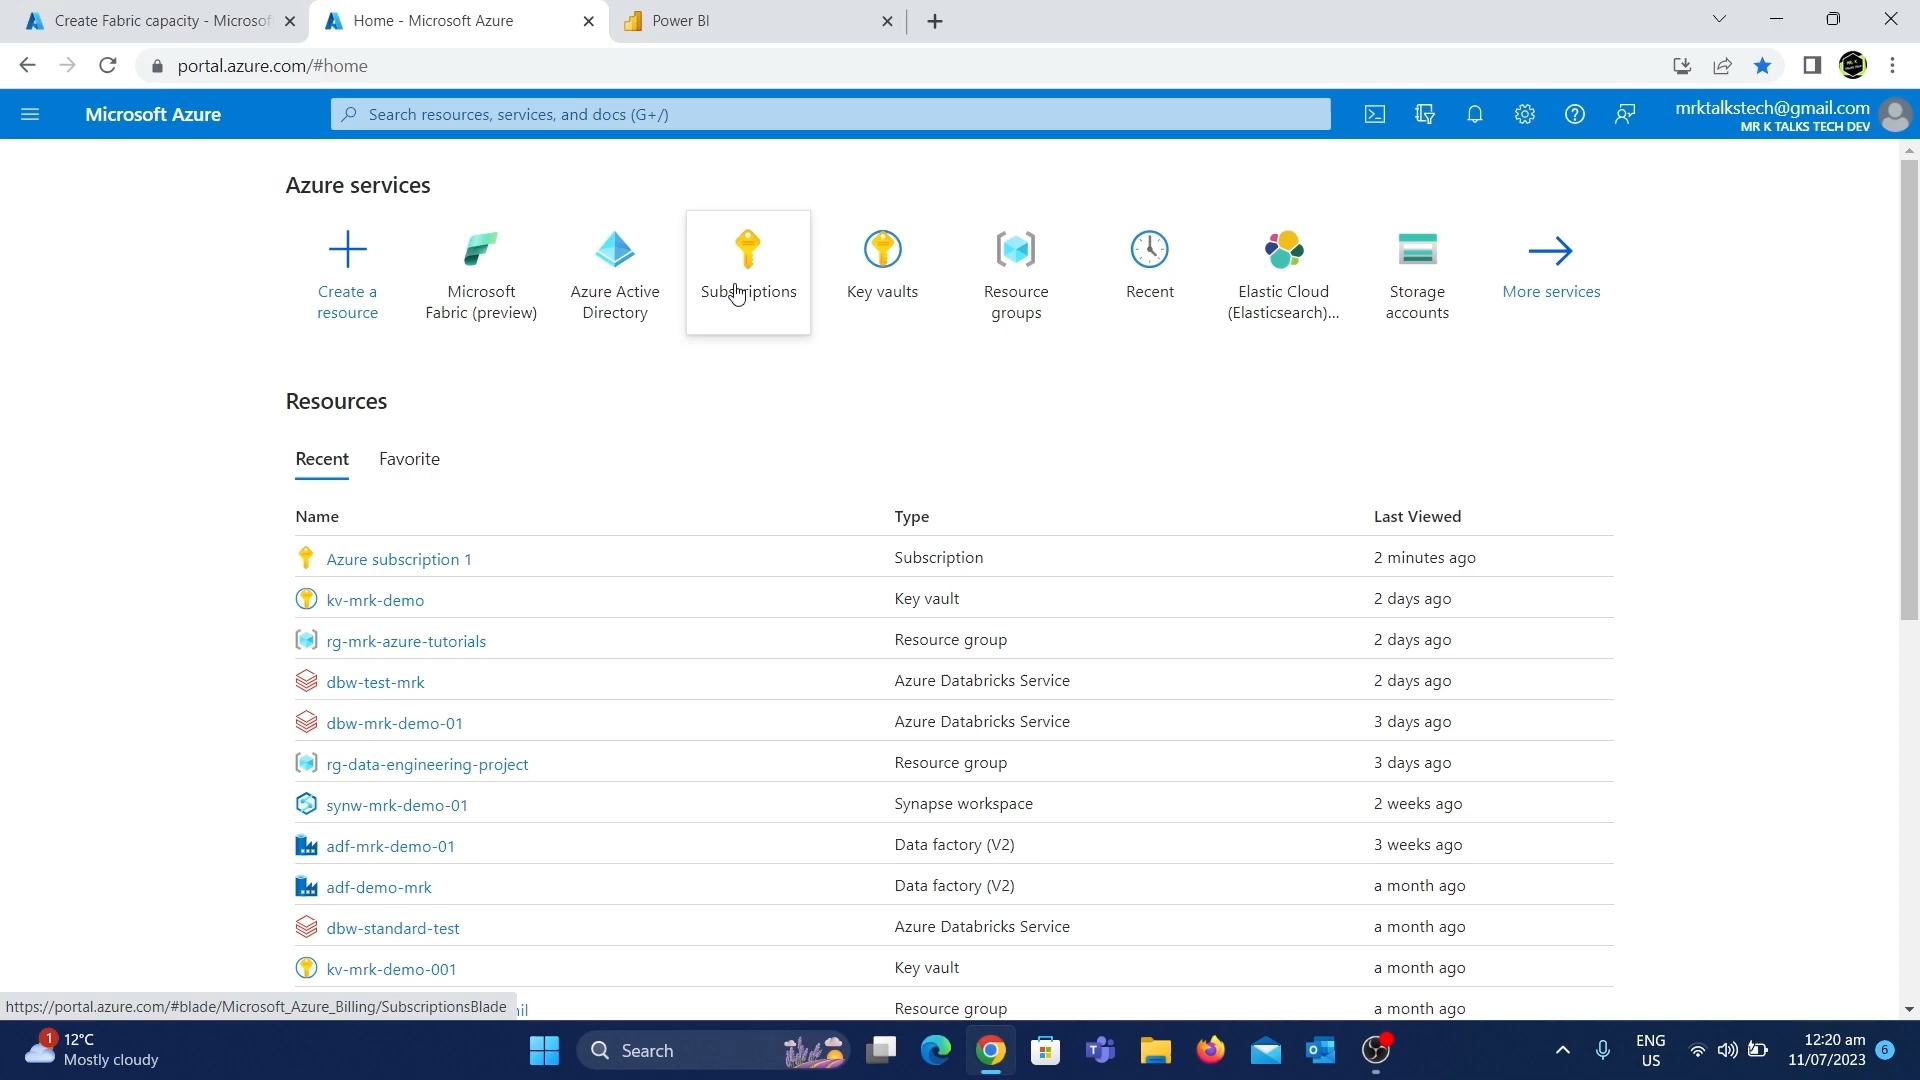 Create Fabric capacity - Microsof
Home - Microsoft Azure
Power BI
portal.azure.com/#home
Microsoft Azure
Search resources, services, and docs (G+/)
mrktalkstech@gmail.com
MR K TALKS TECH DEV
Azure services
Create a
resource
Microsoft
Fabric (preview)
Azure Active
Directory
Subscriptions
Key vaults
Resource
groups
Recent
Elastic Cloud
(Elasticsearch)...
Storage
accounts
More services
Resources
Recent
Favorite
Name Type Last Viewed
Azure subscription 1 Subscription 2 minutes ago
kv-mrk-demo Key vault 2 days ago
rg-mrk-azure-tutorials Resource group 2 days ago
dbw-test-mrk Azure Databricks Service 2 days ago
dbw-mrk-demo-01 Azure Databricks Service 3 days ago
rg-data-engineering-project Resource group 3 days ago
synw-mrk-demo-01 Synapse workspace 2 weeks ago
adf-mrk-demo-01 Data factory (V2) 3 weeks ago
adf-demo-mrk Data factory (V2) a month ago
dbw-standard-test Azure Databricks Service a month ago
kv-mrk-demo-001 Key vault a month ago
Resource group a month ago
https://portal.azure.com/#blade/Microsoft_Azure_Billing/SubscriptionsBlade
1
12°C
Mostly cloudy
Search
ENG
US
12:20 am
11/07/2023
6